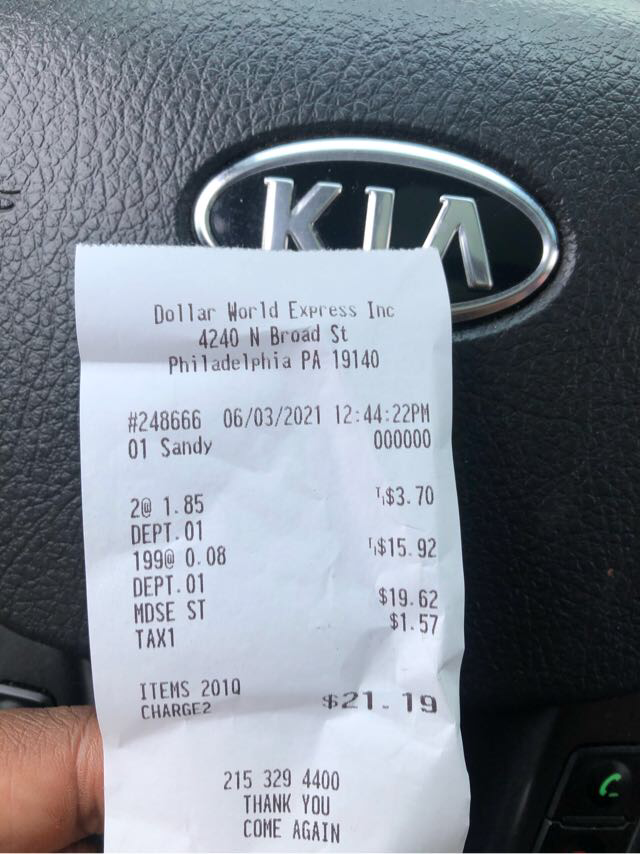 KIA
Dollar World Express Inc
4240 N Broad St
Philadelphia PA 19140
#248666 06/03/2021 12:44:22PM
01 Sandy 000000
2@ 1.85 T1$3.70
DEPT.01
199@ 0.08 T1$15.92
DEPT.01
MDSE ST $19.62
TAX1 $1.57
ITEMS 201Q
CHARGE2 $21.19
215 329 4400
THANK YOU
COME AGAIN